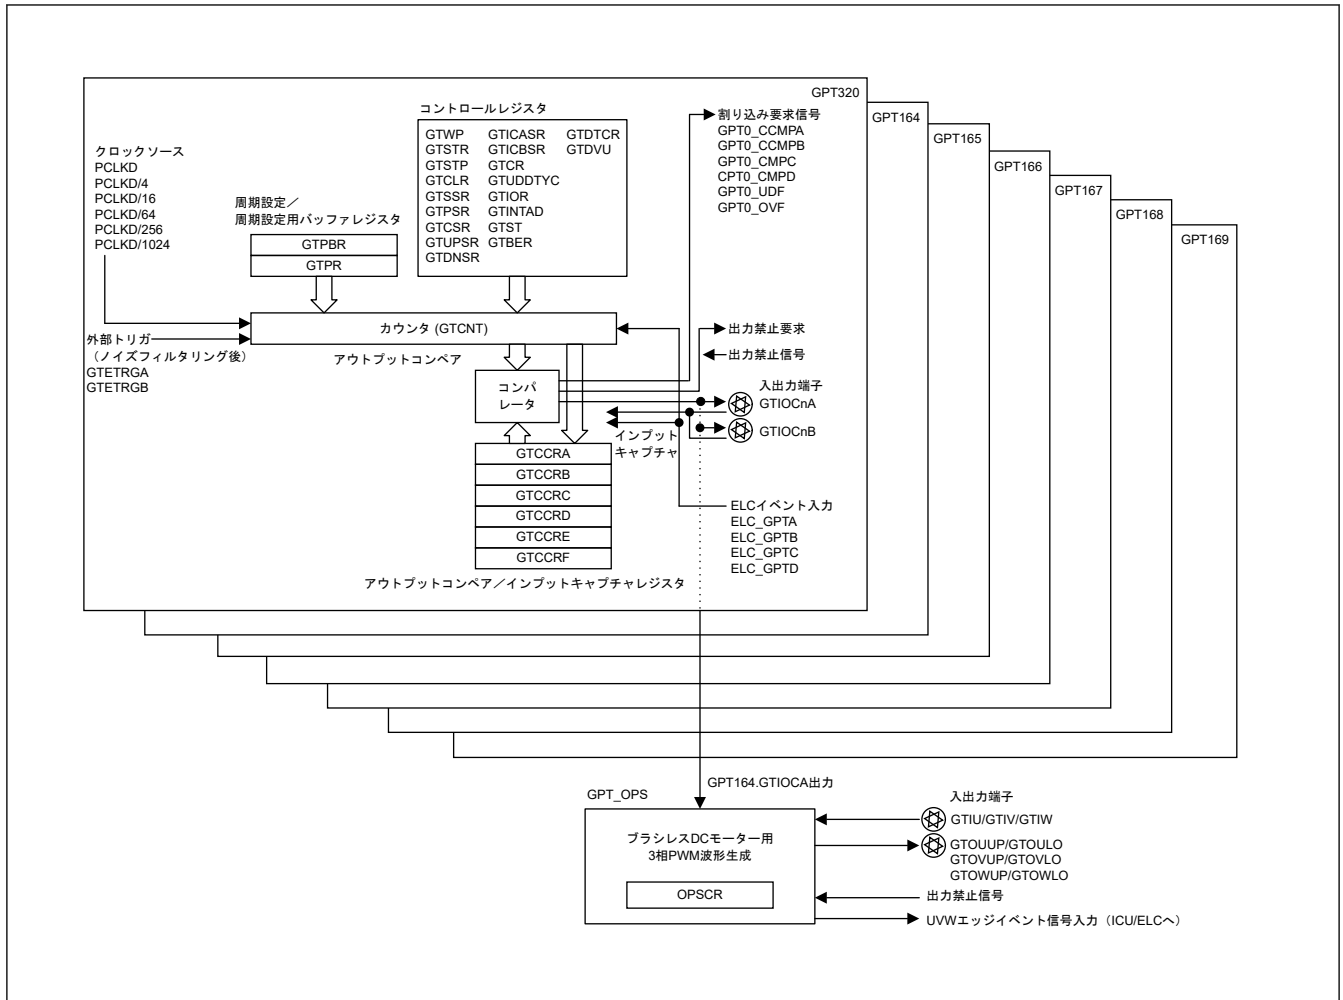 GPT320
GPT164
GPT165
GPT166
GPT167
GPT168
GPT169
クロックソース
PCLKD
PCLKD/4
PCLKD/16
PCLKD/64
PCLKD/256
PCLKD/1024
周期設定／
周期設定用バッファレジスタ
GTPBR
GTPR
コントロールレジスタ
GTWP GTICASR GTDTCR
GTSTR GTICBSR GTDVU
GTSTP GTCR
GTCLR GTUDDTYC
GTSSR GTIOR
GTPSR GTINTAD
GTCSR GTST
GTUPSR GTBER
GTDNSR
割り込み要求信号
GPT0_CCMPA
GPT0_CCMPB
GPT0_CMPC
CPT0_CMPD
GPT0_UDF
GPT0_OVF
カウンタ (GTCNT)
外部トリガ
（ノイズフィルタリング後）
GTETRGA
GTETRGB
アウトプットコンペア
コンパ
レータ
出力禁止要求
出力禁止信号
入出力端子
GTIOCnA
GTIOCnB
インプット
キャプチャ
GTCCRA
GTCCRB
GTCCRC
GTCCRD
GTCCRE
GTCCRF
アウトプットコンペア／インプットキャプチャレジスタ
ELCイベント入力
ELC_GPTA
ELC_GPTB
ELC_GPTC
ELC_GPTD
GPT164.GTIOCA出力
GPT_OPS
ブラシレスDCモーター用
3相PWM波形生成
OPSCR
入出力端子
GTIU/GTIV/GTIW
GTOUUP/GTOULO
GTOVUP/GTOVLO
GTOWUP/GTOWLO
出力禁止信号
UVWエッジイベント信号入力（ICU/ELCへ）